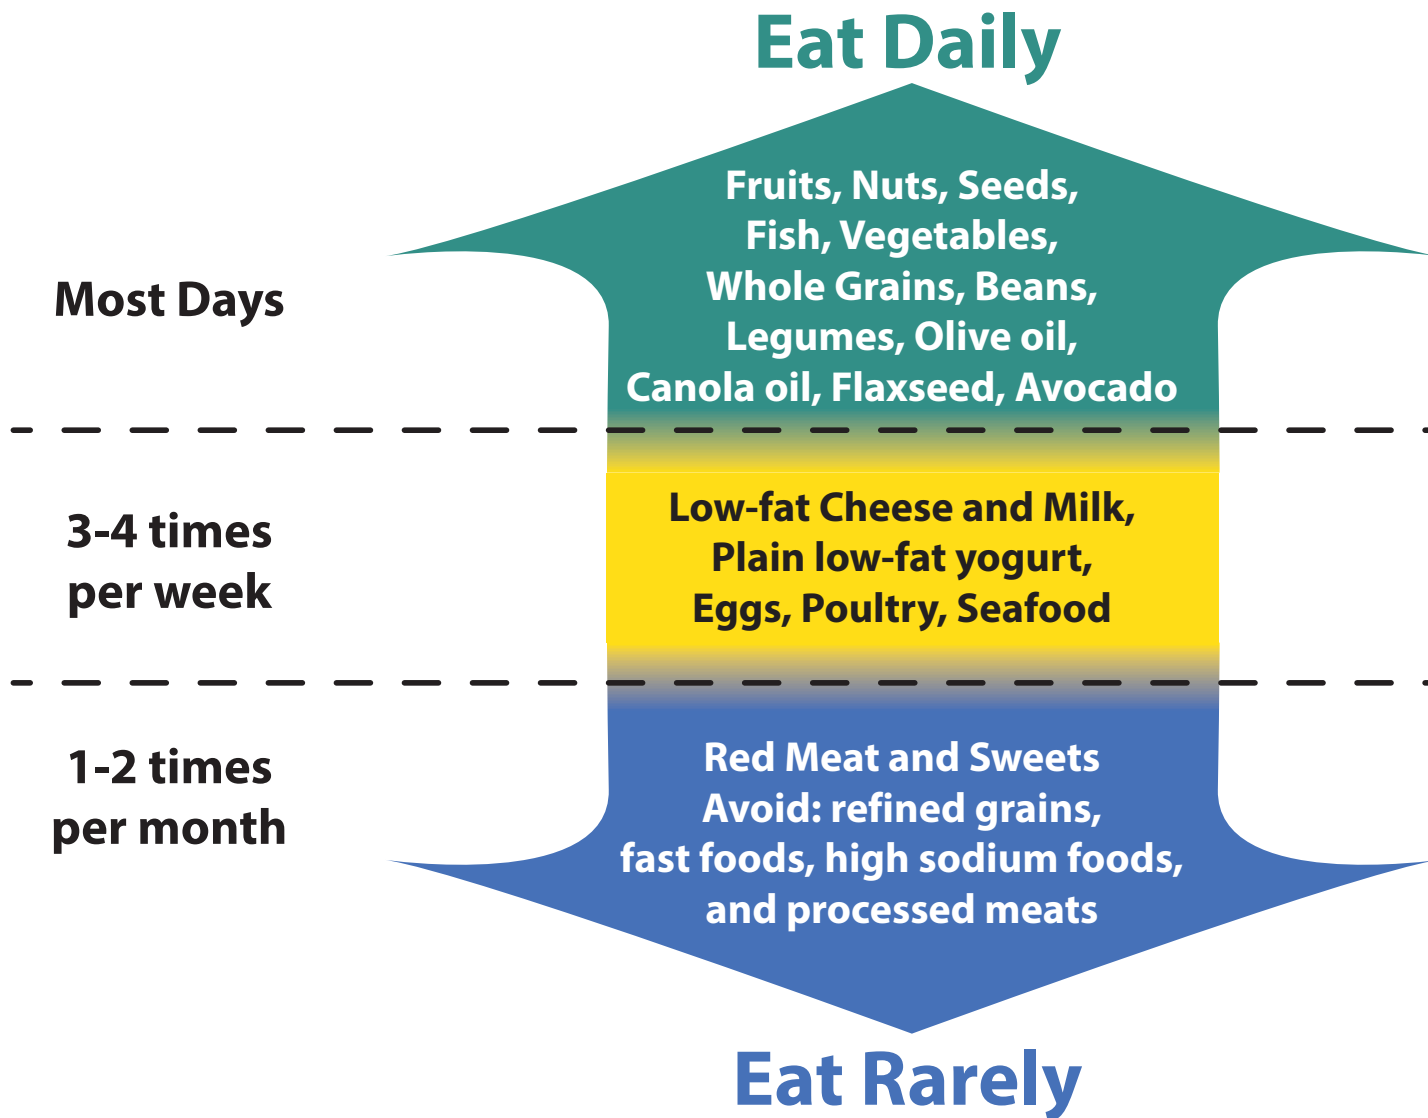 Eat Daily
Most Days
Fruits, Nuts, Seeds,
Fish, Vegetables,
Whole Grains, Beans,
Legumes, Olive oil,
Canola oil, Flaxseed, Avocado
3-4 times
per week
Low-fat Cheese and Milk,
Plain low-fat yogurt,
Eggs, Poultry, Seafood
1-2 times
per month
Red Meat and Sweets
Avoid: refined grains,
fast foods, high sodium foods,
and processed meats
Eat Rarely